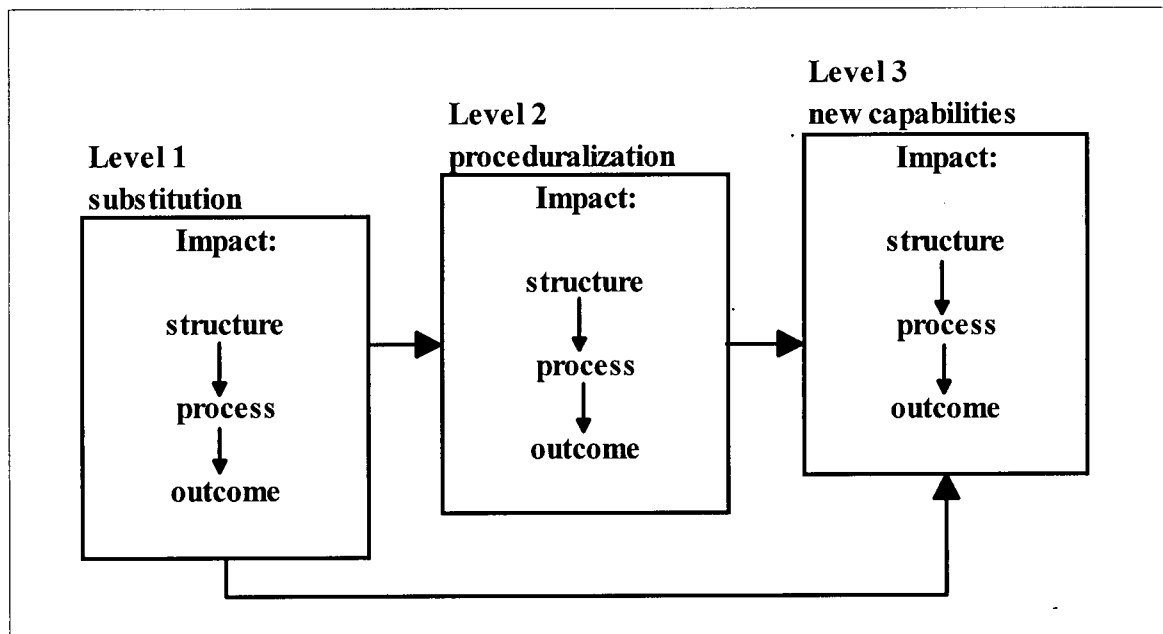 Level 1
substitution
Impact:
structure
process
outcome
Level 2
proceduralization
Impact:
structure
process
outcome
Level 3
new capabilities
Impact:
structure
process
outcome